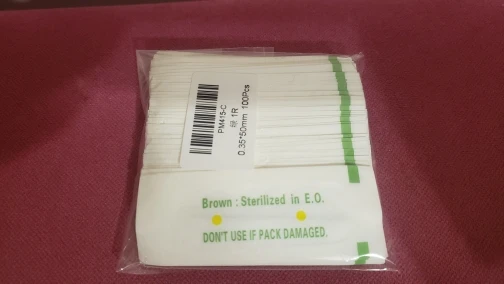 PM415-C
1R
0.35*50mm 100Pcs
Brown : Sterilized in E.O.
DON'T USE IF PACK DAMAGED.